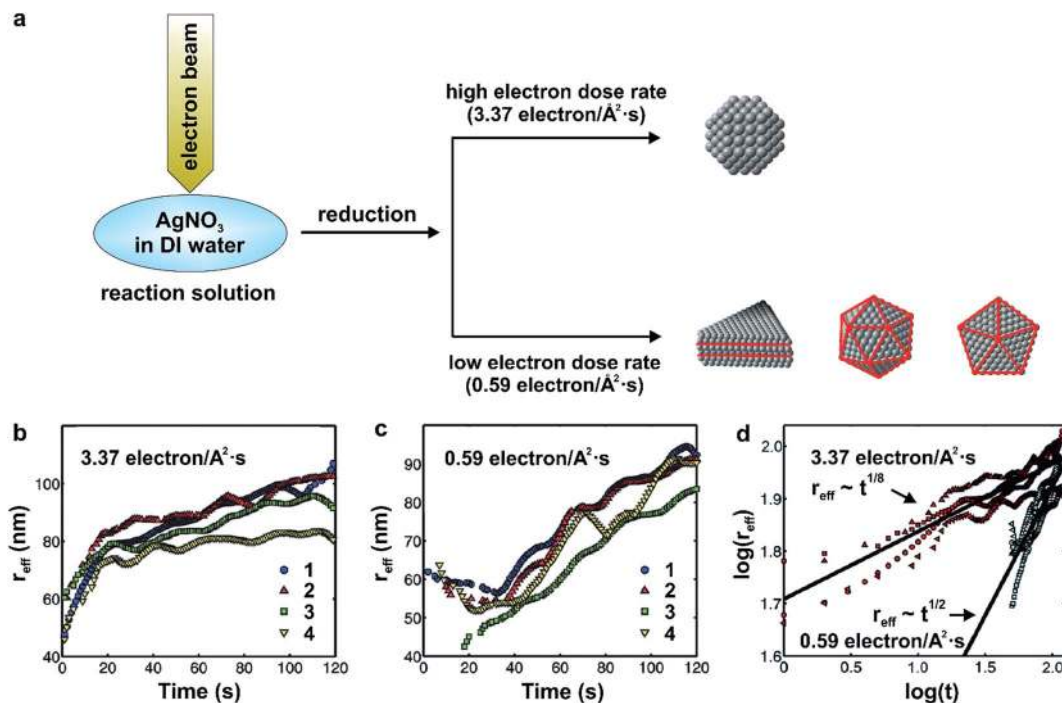 a
electron beam
AgNO₃
in DI water
reaction solution
reduction
high electron dose rate
(3.37 electron/Å²·s)
low electron dose rate
(0.59 electron/Å²·s)
b
3.37 electron/A²·s
r_eff (nm)
100
80
60
40
0 20 40 60 80 100 120
Time (s)
1
2
3
4
c
0.59 electron/A²·s
r_eff (nm)
90
80
70
60
50
40
0 20 40 60 80 100 120
Time (s)
1
2
3
4
d
3.37 electron/A²·s
r_eff ~ t^1/8
r_eff ~ t^1/2
0.59 electron/A²·s
log(r_eff)
2.0
1.9
1.8
1.7
1.6
0 0.5 1.0 1.5 2.0
log(t)